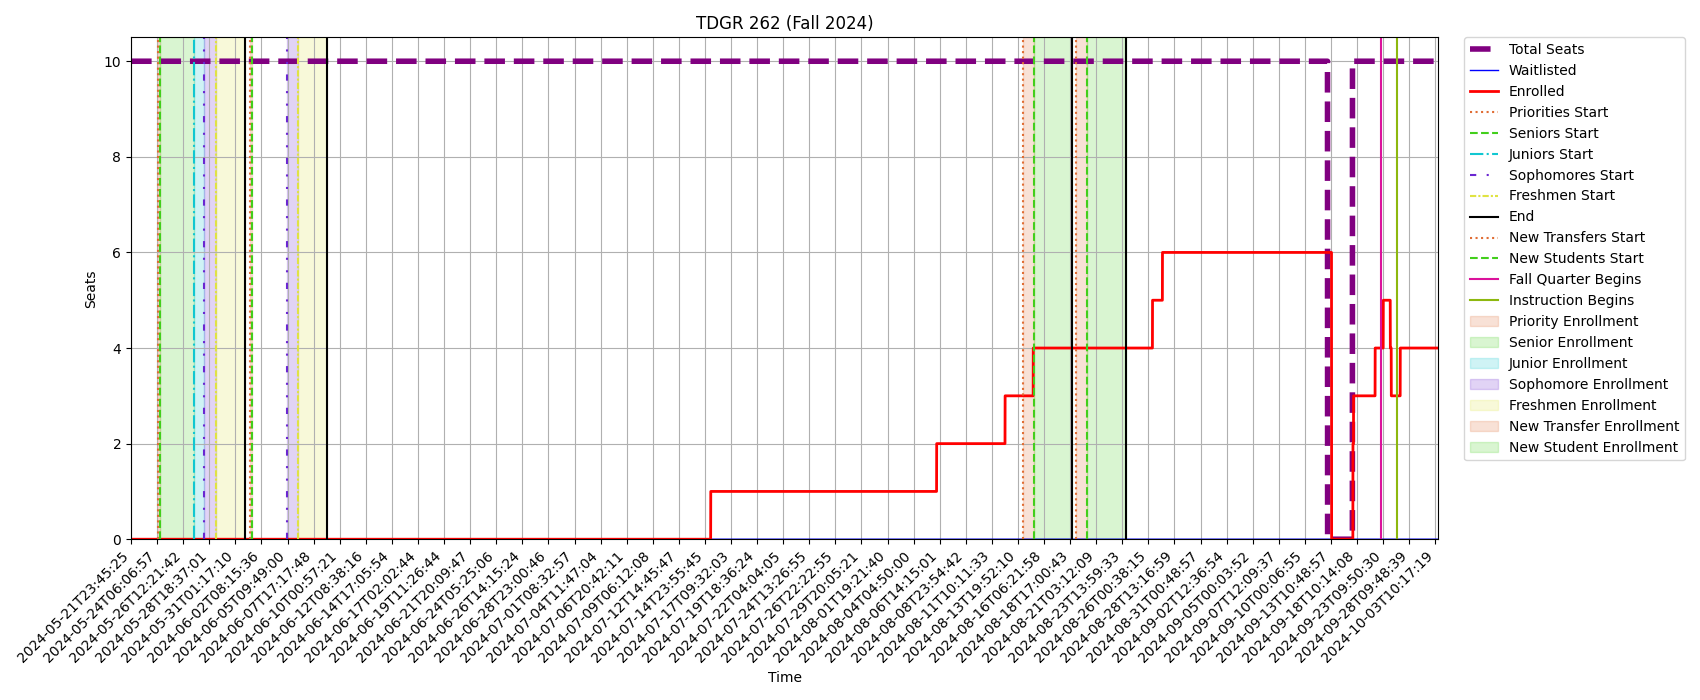 TDGR 262 (Fall 2024)
Seats
10
8
6
4
2
0
2024-05-21T23:45:25
2024-05-24T06:06:57
2024-05-26T12:21:42
2024-05-28T18:37:01
2024-05-31T01:17:10
2024-06-02T08:15:36
2024-06-05T09:49:00
2024-06-07T17:17:48
2024-06-10T00:57:21
2024-06-12T08:38:16
2024-06-14T17:05:54
2024-06-17T02:02:44
2024-06-19T11:26:44
2024-06-21T20:09:47
2024-06-24T05:25:06
2024-06-26T14:15:24
2024-06-28T23:00:46
2024-07-01T08:32:57
2024-07-04T11:47:04
2024-07-06T20:42:11
2024-07-09T06:12:08
2024-07-12T14:45:47
2024-07-14T23:55:45
2024-07-17T09:32:03
2024-07-19T18:36:24
2024-07-22T04:04:05
2024-07-24T13:26:55
2024-07-26T22:22:55
2024-07-29T20:05:21
2024-08-01T19:21:40
2024-08-04T04:50:00
2024-08-06T14:15:01
2024-08-08T23:54:42
2024-08-11T10:11:33
2024-08-13T19:52:10
2024-08-16T06:21:58
2024-08-18T17:00:43
2024-08-21T03:12:09
2024-08-23T13:59:33
2024-08-26T00:38:15
2024-08-28T13:16:59
2024-08-31T00:48:57
2024-09-02T12:36:54
2024-09-05T00:03:52
2024-09-07T12:09:37
2024-09-10T00:06:55
2024-09-13T10:48:57
2024-09-18T10:14:08
2024-09-23T09:50:30
2024-09-28T09:48:39
2024-10-03T10:17:19
Time
Total Seats
Waitlisted
Enrolled
Priorities Start
Seniors Start
Juniors Start
Sophomores Start
Freshmen Start
End
New Transfers Start
New Students Start
Fall Quarter Begins
Instruction Begins
Priority Enrollment
Senior Enrollment
Junior Enrollment
Sophomore Enrollment
Freshmen Enrollment
New Transfer Enrollment
New Student Enrollment